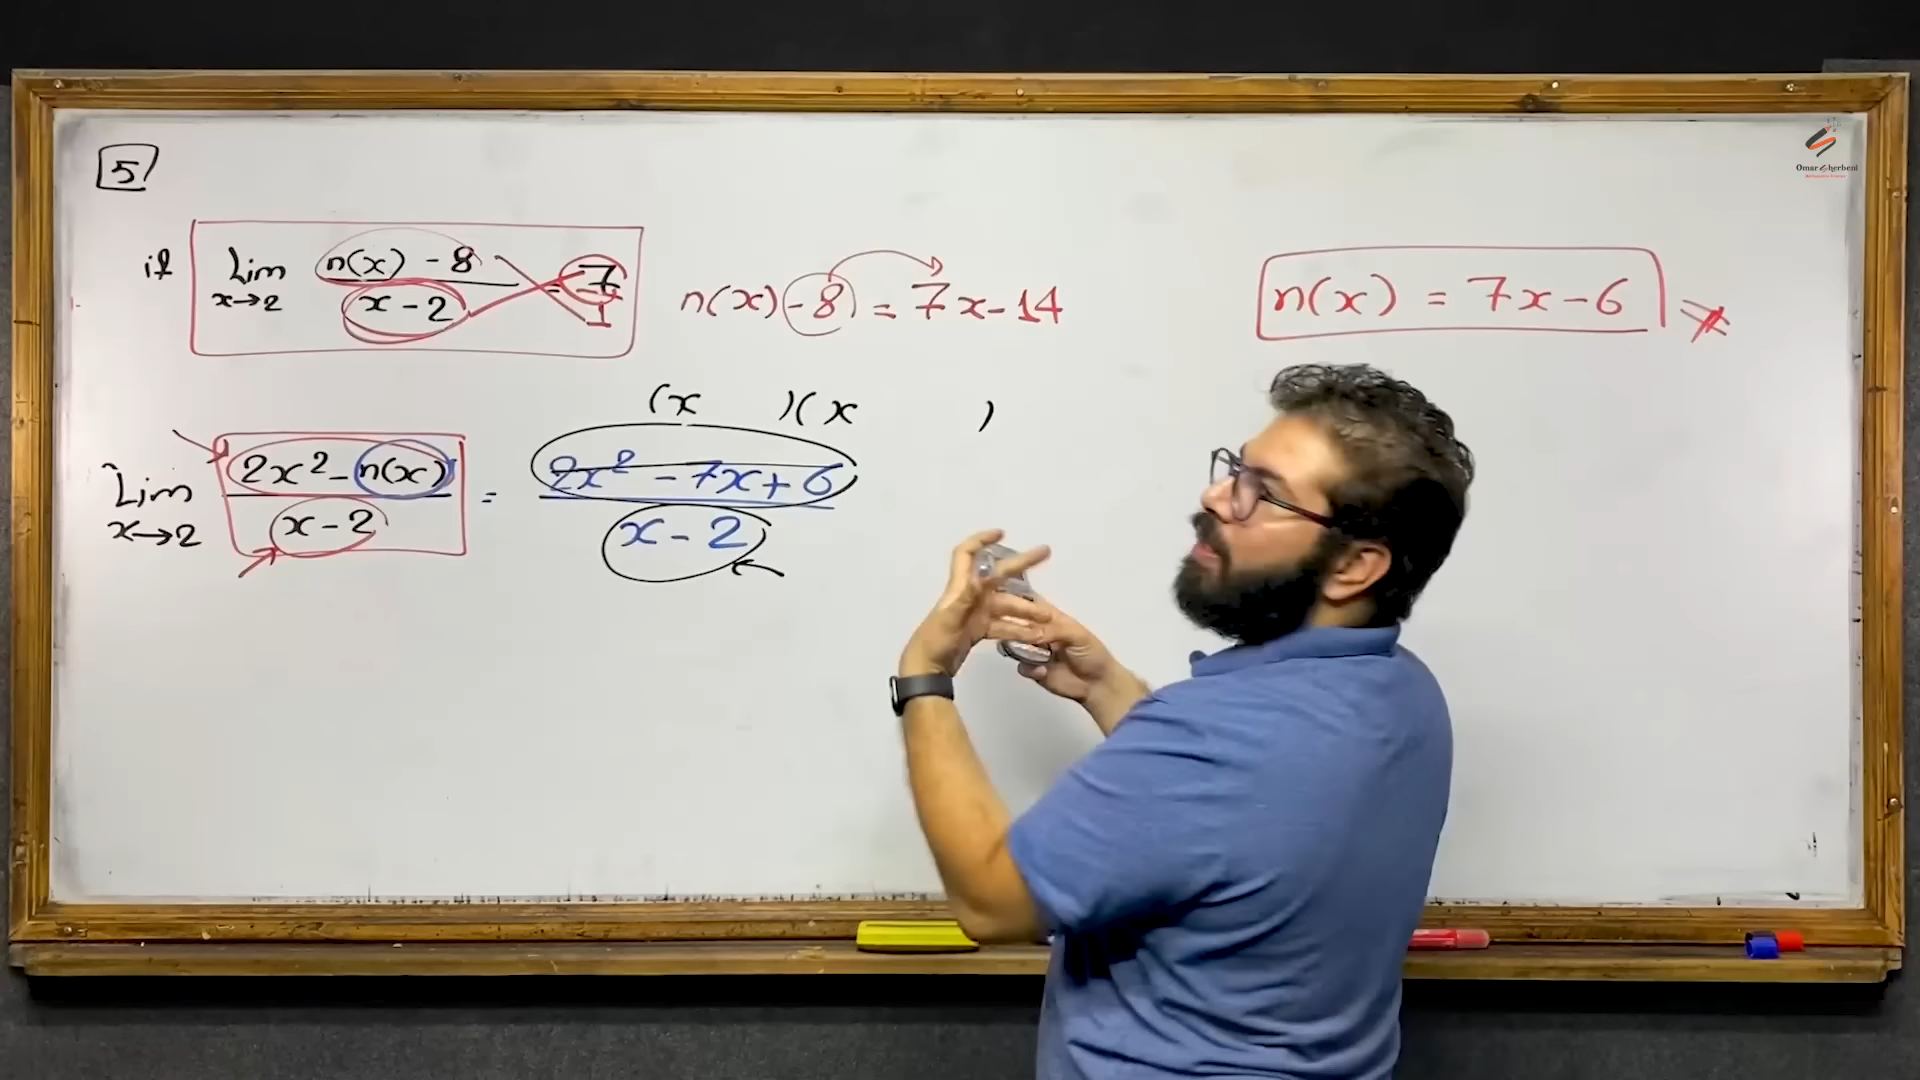 5
if Lim x→2 n(x) - 8 / x - 2 = 7 / 1
n(x) - 8 = 7x - 14
n(x) = 7x - 6
(x )(x )
Lim x→2 2x² - n(x) / x - 2 = 2x² - 7x + 6 / x - 2